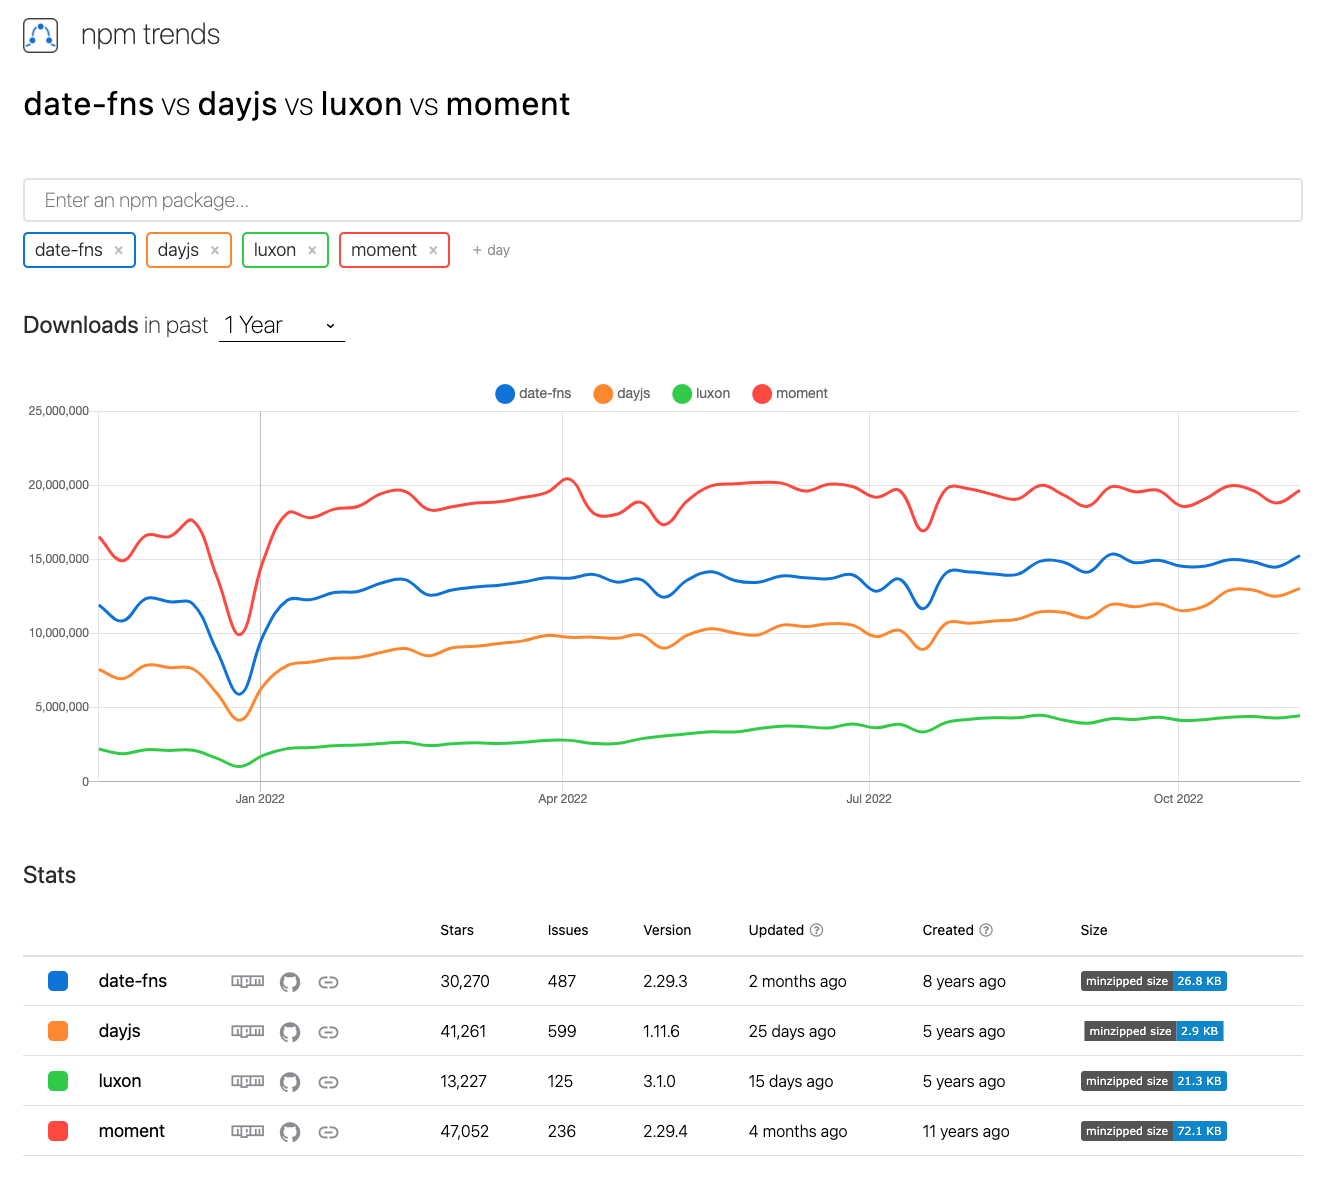 npm trends
date-fns vs dayjs vs luxon vs moment
Enter an npm package...
date-fns × dayjs × luxon × moment × + day
Downloads in past 1 Year
date-fns dayjs luxon moment
25,000,000
20,000,000
15,000,000
10,000,000
5,000,000
0
Jan 2022 Apr 2022 Jul 2022 Oct 2022
Stats
Stars Issues Version Updated ? Created ? Size
date-fns npm 30,270 487 2.29.3 2 months ago 8 years ago minzipped size 26.8 KB
dayjs npm 41,261 599 1.11.6 25 days ago 5 years ago minzipped size 2.9 KB
luxon npm 13,227 125 3.1.0 15 days ago 5 years ago minzipped size 21.3 KB
moment npm 47,052 236 2.29.4 4 months ago 11 years ago minzipped size 72.1 KB